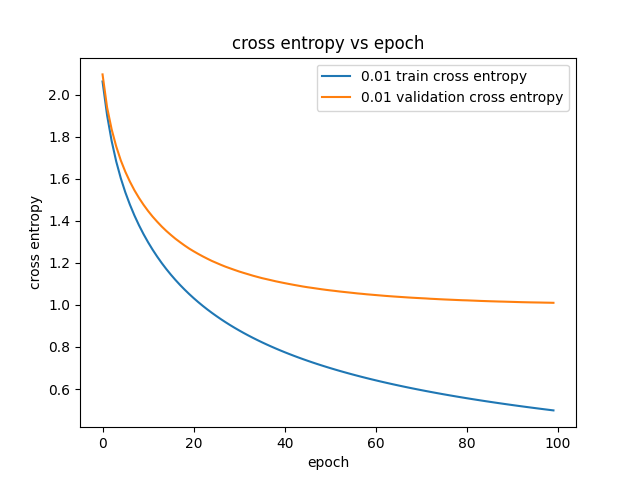 cross entropy vs epoch
0.01 train cross entropy
0.01 validation cross entropy
cross entropy
2.0
1.8
1.6
1.4
1.2
1.0
0.8
0.6
0 20 40 60 80 100
epoch